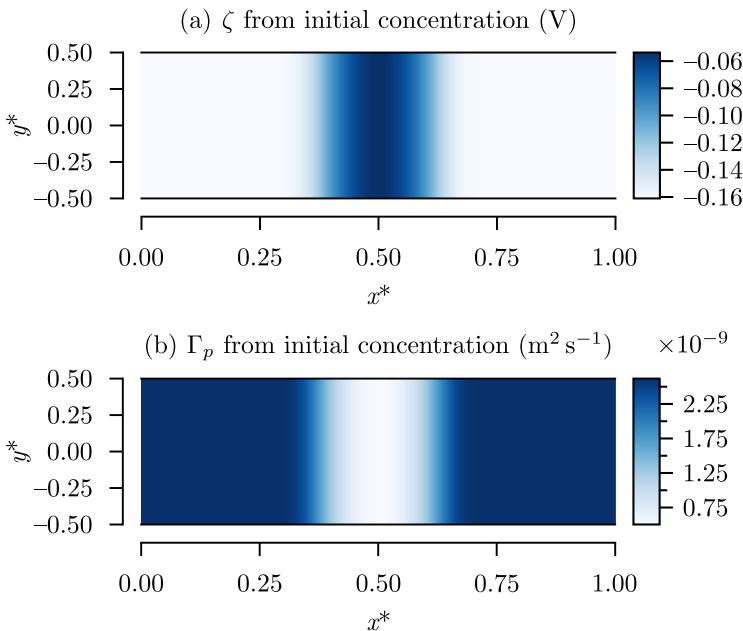 (a) ζ from initial concentration (V)
0.50
0.25
0.00
−0.25
−0.50
y*
−0.06
−0.08
−0.10
−0.12
−0.14
−0.16
0.00 0.25 0.50 0.75 1.00
x*
(b) Γₚ from initial concentration (m² s⁻¹) ×10⁻⁹
0.50
0.25
0.00
−0.25
−0.50
y*
2.25
1.75
1.25
0.75
0.00 0.25 0.50 0.75 1.00
x*